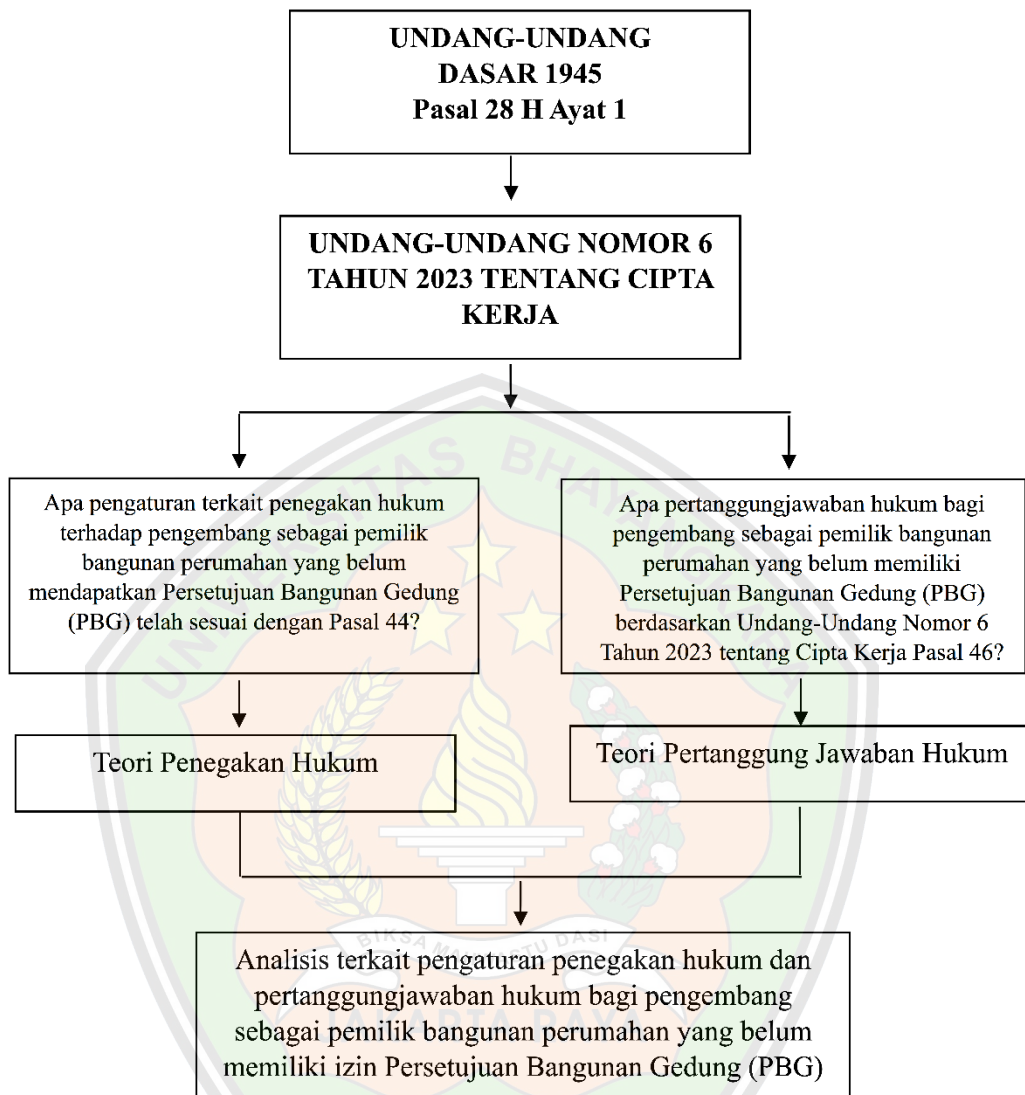 UNDANG-UNDANG
DASAR 1945
Pasal 28 H Ayat 1
UNDANG-UNDANG NOMOR 6
TAHUN 2023 TENTANG CIPTA
KERJA
Apa pengaturan terkait penegakan hukum
terhadap pengembang sebagai pemilik
bangunan perumahan yang belum
mendapatkan Persetujuan Bangunan Gedung
(PBG) telah sesuai dengan Pasal 44?
Apa pertanggungjawaban hukum bagi
pengembang sebagai pemilik bangunan
perumahan yang belum memiliki
Persetujuan Bangunan Gedung (PBG)
berdasarkan Undang-Undang Nomor 6
Tahun 2023 tentang Cipta Kerja Pasal 46?
Teori Penegakan Hukum
Teori Pertanggung Jawaban Hukum
Analisis terkait pengaturan penegakan hukum dan
pertanggungjawaban hukum bagi pengembang
sebagai pemilik bangunan perumahan yang belum
memiliki izin Persetujuan Bangunan Gedung (PBG)
UNIVERSITAS BHAYANGKARA
JAKARTA RAYA